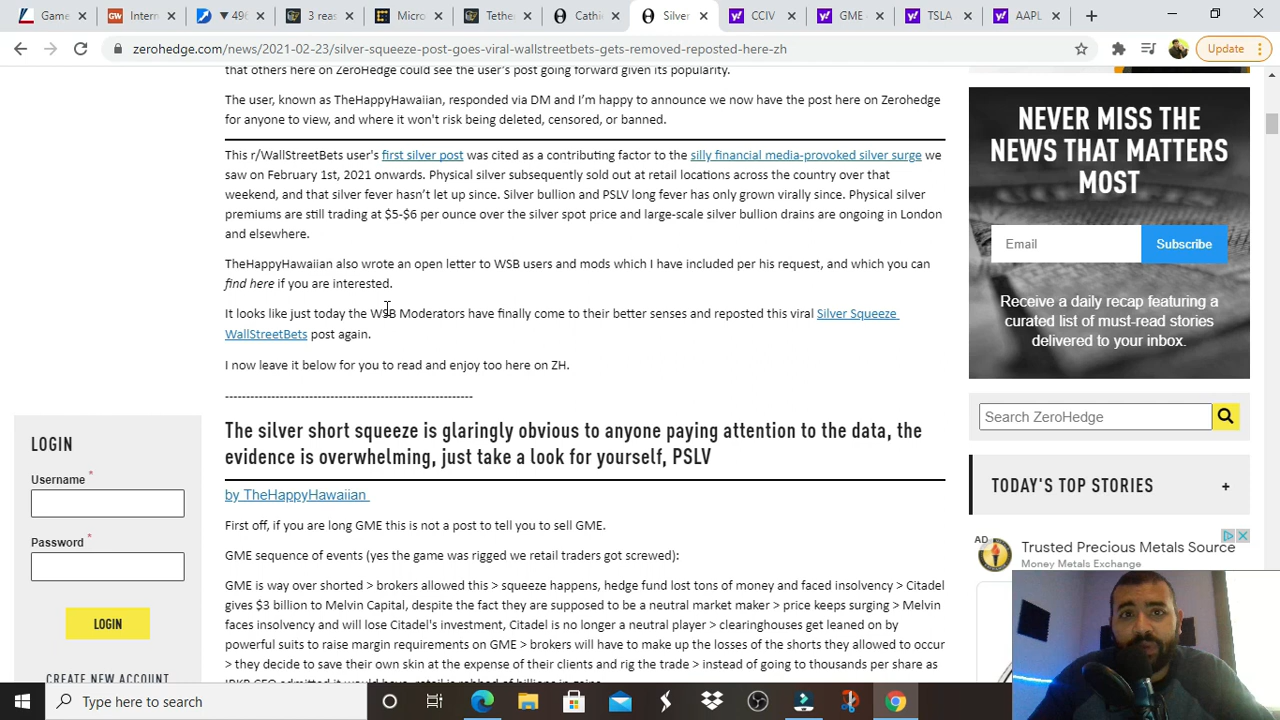 Game
Intern
49
3 reas
Micro
Tether
Cathie
Silver
CCIV
GME
TSLA
AAPL
zerohedge.com/news/2021-02-23/silver-squeeze-post-goes-viral-wallstreetbets-gets-removed-reposted-here-zh
Update
that others here on ZeroHedge could see the user's post going forward given its popularity.
The user, known as TheHappyHawaiian, responded via DM and I'm happy to announce we now have the post here on Zerohedge
for anyone to view, and where it won't risk being deleted, censored, or banned.
This r/WallStreetBets user's first silver post was cited as a contributing factor to the silly financial media-provoked silver surge we
saw on February 1st, 2021 onwards. Physical silver subsequently sold out at retail locations across the country over that
weekend, and that silver fever hasn't let up since. Silver bullion and PSLV long fever has only grown virally since. Physical silver
premiums are still trading at $5-$6 per ounce over the silver spot price and large-scale silver bullion drains are ongoing in London
and elsewhere.
TheHappyHawaiian also wrote an open letter to WSB users and mods which I have included per his request, and which you can
find here if you are interested.
It looks like just today the WSB Moderators have finally come to their better senses and reposted this viral Silver Squeeze
WallStreetBets post again.
I now leave it below for you to read and enjoy too here on ZH.
-----------------------------------------------------------
The silver short squeeze is glaringly obvious to anyone paying attention to the data, the
evidence is overwhelming, just take a look for yourself, PSLV
by TheHappyHawaiian
First off, if you are long GME this is not a post to tell you to sell GME.
GME sequence of events (yes the game was rigged we retail traders got screwed):
GME is way over shorted > brokers allowed this > squeeze happens, hedge fund lost tons of money and faced insolvency > Citadel
gives $3 billion to Melvin Capital, despite the fact they are supposed to be a neutral market maker > price keeps surging > Melvin
faces insolvency and will lose Citadel's investment, Citadel is no longer a neutral player > clearinghouses get leaned on by
powerful suits to raise margin requirements on GME > brokers will have to make up the losses of the shorts they allowed to occur
> they decide to save their own skin at the expense of their clients and rig the trade > instead of going to thousands per share as
IBKR CEO admitted it would have, retail is robbed of billions in gains
LOGIN
Username *
Password *
LOGIN
CREATE NEW ACCOUNT
NEVER MISS THE
NEWS THAT MATTERS
MOST
Email
Subscribe
Receive a daily recap featuring a
curated list of must-read stories
delivered to your inbox.
Search ZeroHedge
TODAY'S TOP STORIES +
AD
Trusted Precious Metals Source
Money Metals Exchange
Type here to search